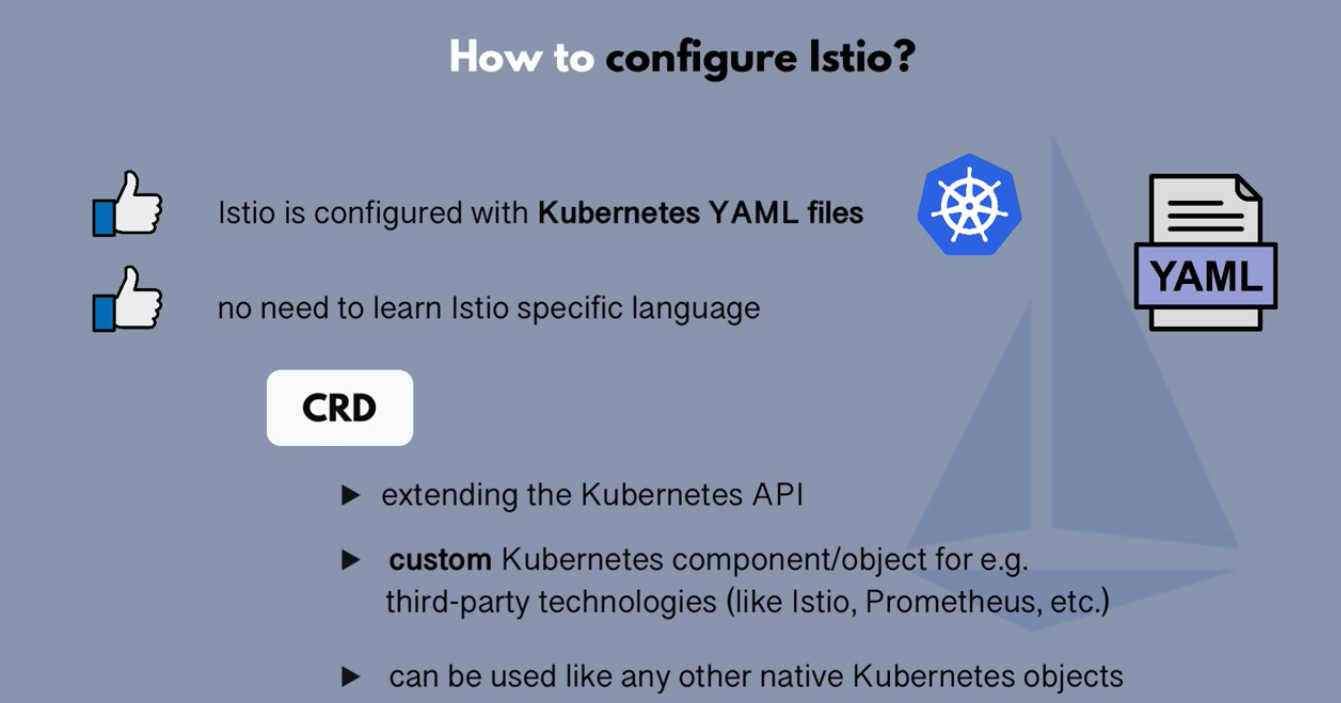 How to configure Istio?
Istio is configured with Kubernetes YAML files
YAML
no need to learn Istio specific language
CRD
extending the Kubernetes API
custom Kubernetes component/object for e.g.
third-party technologies (like Istio, Prometheus, etc.)
can be used like any other native Kubernetes objects